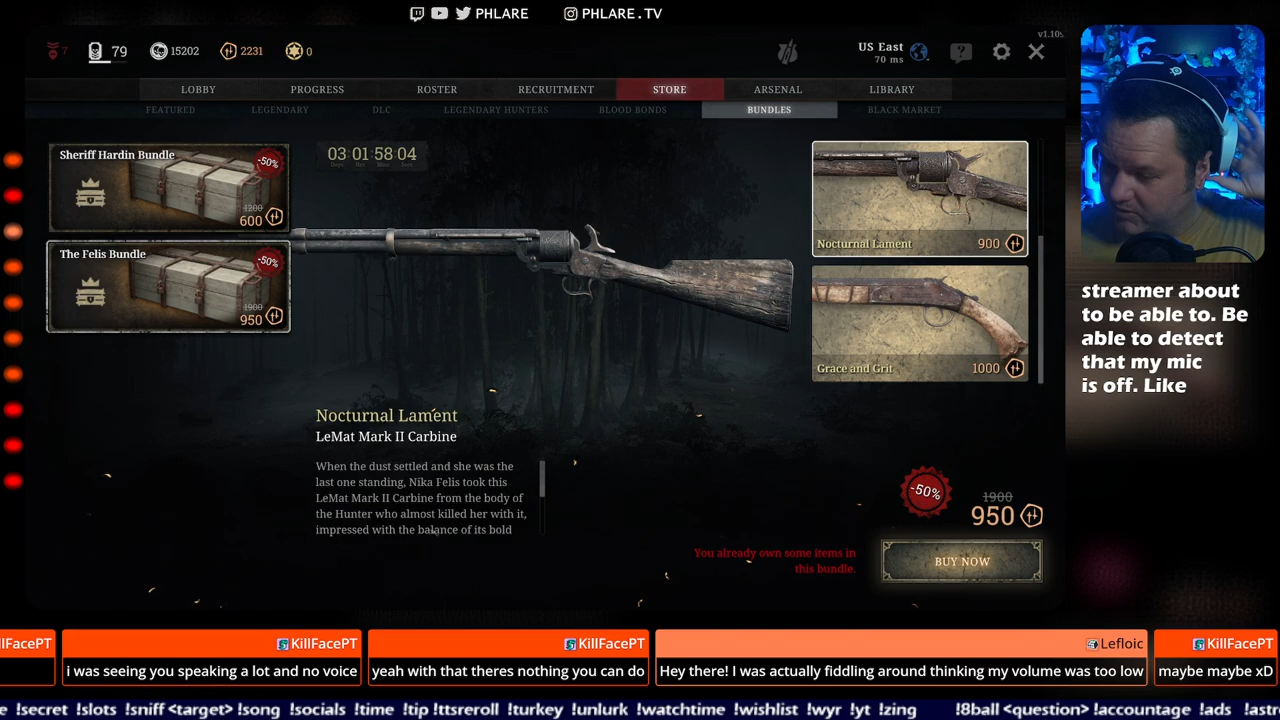 PHLARE PHLARE.TV
v1.10
7 79 15202 2231 0
US East
70 ms
LOBBY PROGRESS ROSTER RECRUITMENT STORE ARSENAL LIBRARY
FEATURED LEGENDARY DLC LEGENDARY HUNTERS BLOOD BONDS BUNDLES BLACK MARKET
Sheriff Hardin Bundle
-50%
1200
600
The Felis Bundle
-50%
1900
950
03:01:58:04
Nocturnal Lament 900
Grace and Grit 1000
Nocturnal Lament
LeMat Mark II Carbine
When the dust settled and she was the
last one standing, Nika Felis took this
LeMat Mark II Carbine from the body of
the Hunter who almost killed her with it,
impressed with the balance of its bold
-50%
1900
950
You already own some items in
this bundle.
BUY NOW
streamer about
to be able to. Be
able to detect
that my mic
is off. Like
llFacePT
KillFacePT
i was seeing you speaking a lot and no voice
KillFacePT
yeah with that theres nothing you can do
Lefloic
Hey there! I was actually fiddling around thinking my volume was too low
KillFacePT
maybe maybe xD
e !secret !slots !sniff <target> !song !socials !time !tip !ttsreroll !turkey !unlurk !watchtime !wishlist !wyr !yt !zing !8ball <question> !accountage !ads !astr